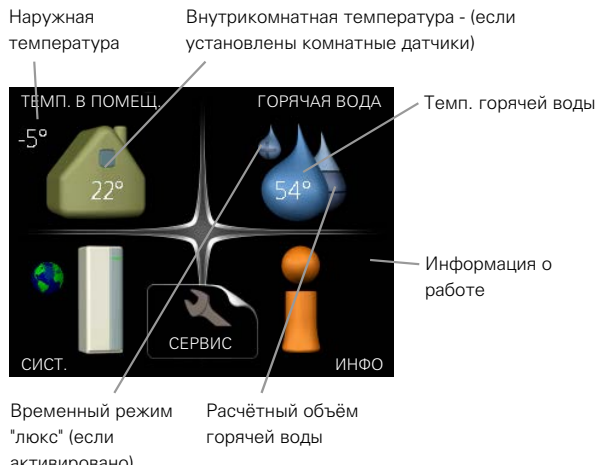 Наружная
температура
Внутрикомнатная температура - (если
установлены комнатные датчики)
ТЕМП. В ПОМЕЩ.
ГОРЯЧАЯ ВОДА
-5°
22°
54°
Темп. горячей воды
Информация о
работе
СЕРВИС
СИСТ.
ИНФО
Временный режим
"люкс" (если
активировано)
Расчётный объём
горячей воды